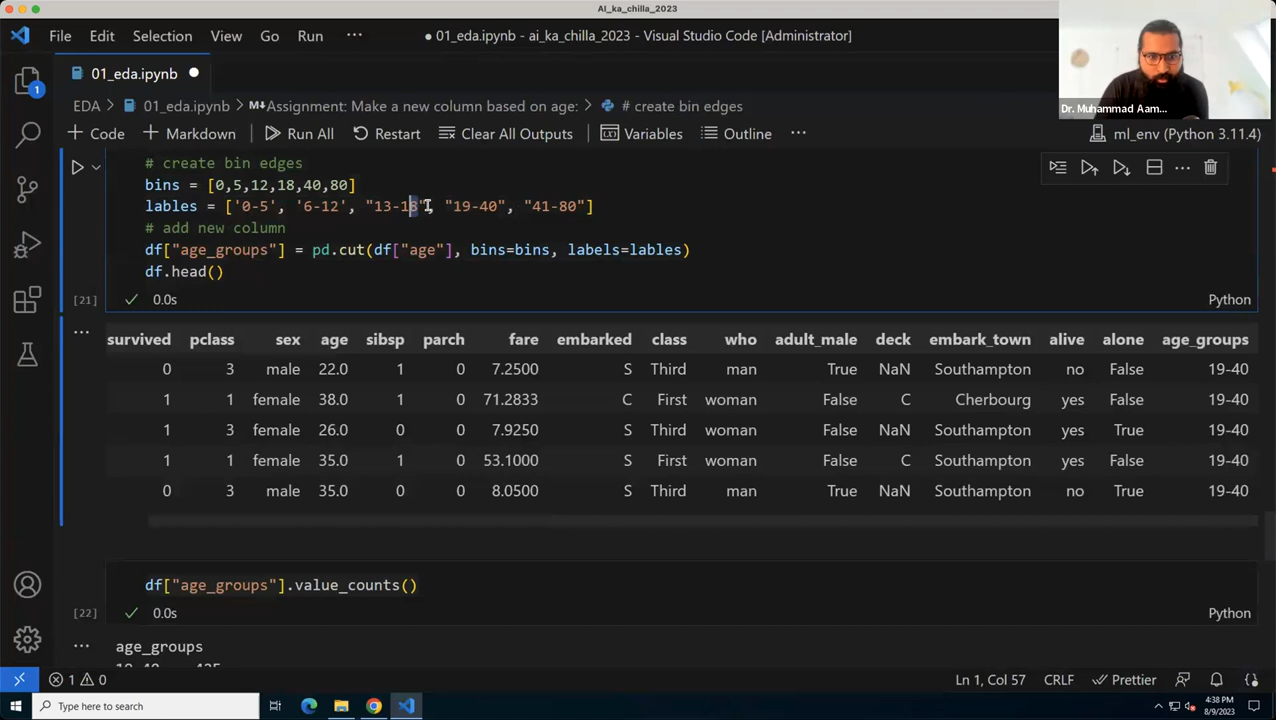 Ai_ka_chilla_2023
File Edit Selection View Go Run ··· ● 01_eda.ipynb - ai_ka_chilla_2023 - Visual Studio Code [Administrator]
01_eda.ipynb
1
EDA > 01_eda.ipynb > M↓Assignment: Make a new column based on age: > # create bin edges
Dr. Muhammad Aam...
+ Code + Markdown Run All Restart Clear All Outputs Variables Outline ··· ml_env (Python 3.11.4)
# create bin edges
bins = [0,5,12,18,40,80]
lables = ['0-5', '6-12', "13-18", "19-40", "41-80"]
# add new column
df["age_groups"] = pd.cut(df["age"], bins=bins, labels=lables)
df.head()
[21] 0.0s Python
survived pclass sex age sibsp parch fare embarked class who adult_male deck embark_town alive alone age_groups
0 3 male 22.0 1 0 7.2500 S Third man True NaN Southampton no False 19-40
1 1 female 38.0 1 0 71.2833 C First woman False C Cherbourg yes False 19-40
1 3 female 26.0 0 0 7.9250 S Third woman False NaN Southampton yes True 19-40
1 1 female 35.0 1 0 53.1000 S First woman False C Southampton yes False 19-40
0 3 male 35.0 0 0 8.0500 S Third man True NaN Southampton no True 19-40
df["age_groups"].value_counts()
[22] 0.0s Python
age_groups
1 0 Ln 1, Col 57 CRLF Prettier
Type here to search
4:38 PM
8/9/2023